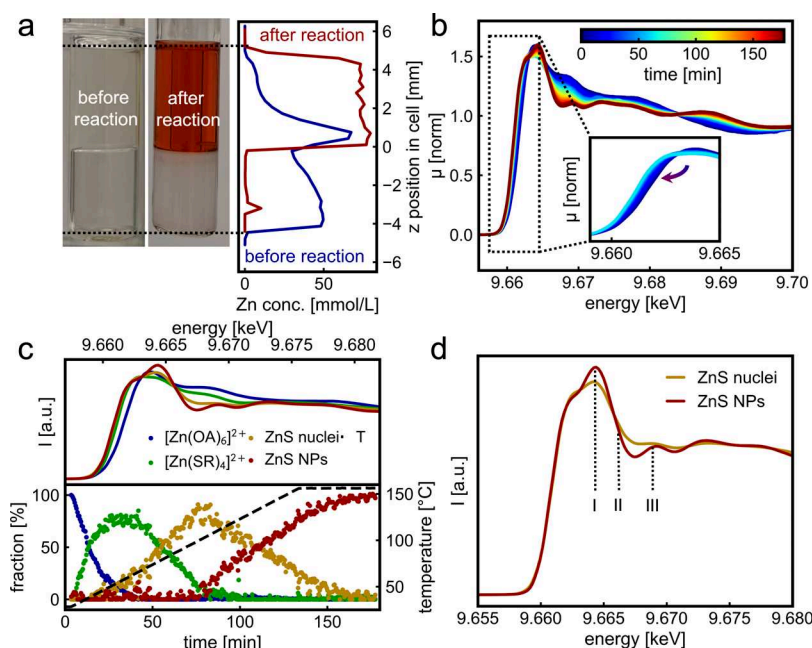 a
before
reaction
after
reaction
after reaction
before reaction
6
4
2
0
−2
−4
−6
z position in cell [mm]
0
50
Zn conc. [mmol/L]
b
0
50
100
150
time [min]
1.5
1.0
0.5
0.0
μ [norm]
μ [norm]
9.660
9.665
9.66
9.67
9.68
9.69
9.70
energy [keV]
c
energy [keV]
9.660
9.665
9.670
9.675
9.680
I [a.u.]
[Zn(OA)₆]²⁺
ZnS nuclei
T
[Zn(SR)₄]²⁺
ZnS NPs
100
50
0
fraction [%]
150
100
50
temperature [°C]
0
50
100
150
time [min]
d
ZnS nuclei
ZnS NPs
I
II
III
I [a.u.]
9.655
9.660
9.665
9.670
9.675
9.680
energy [keV]